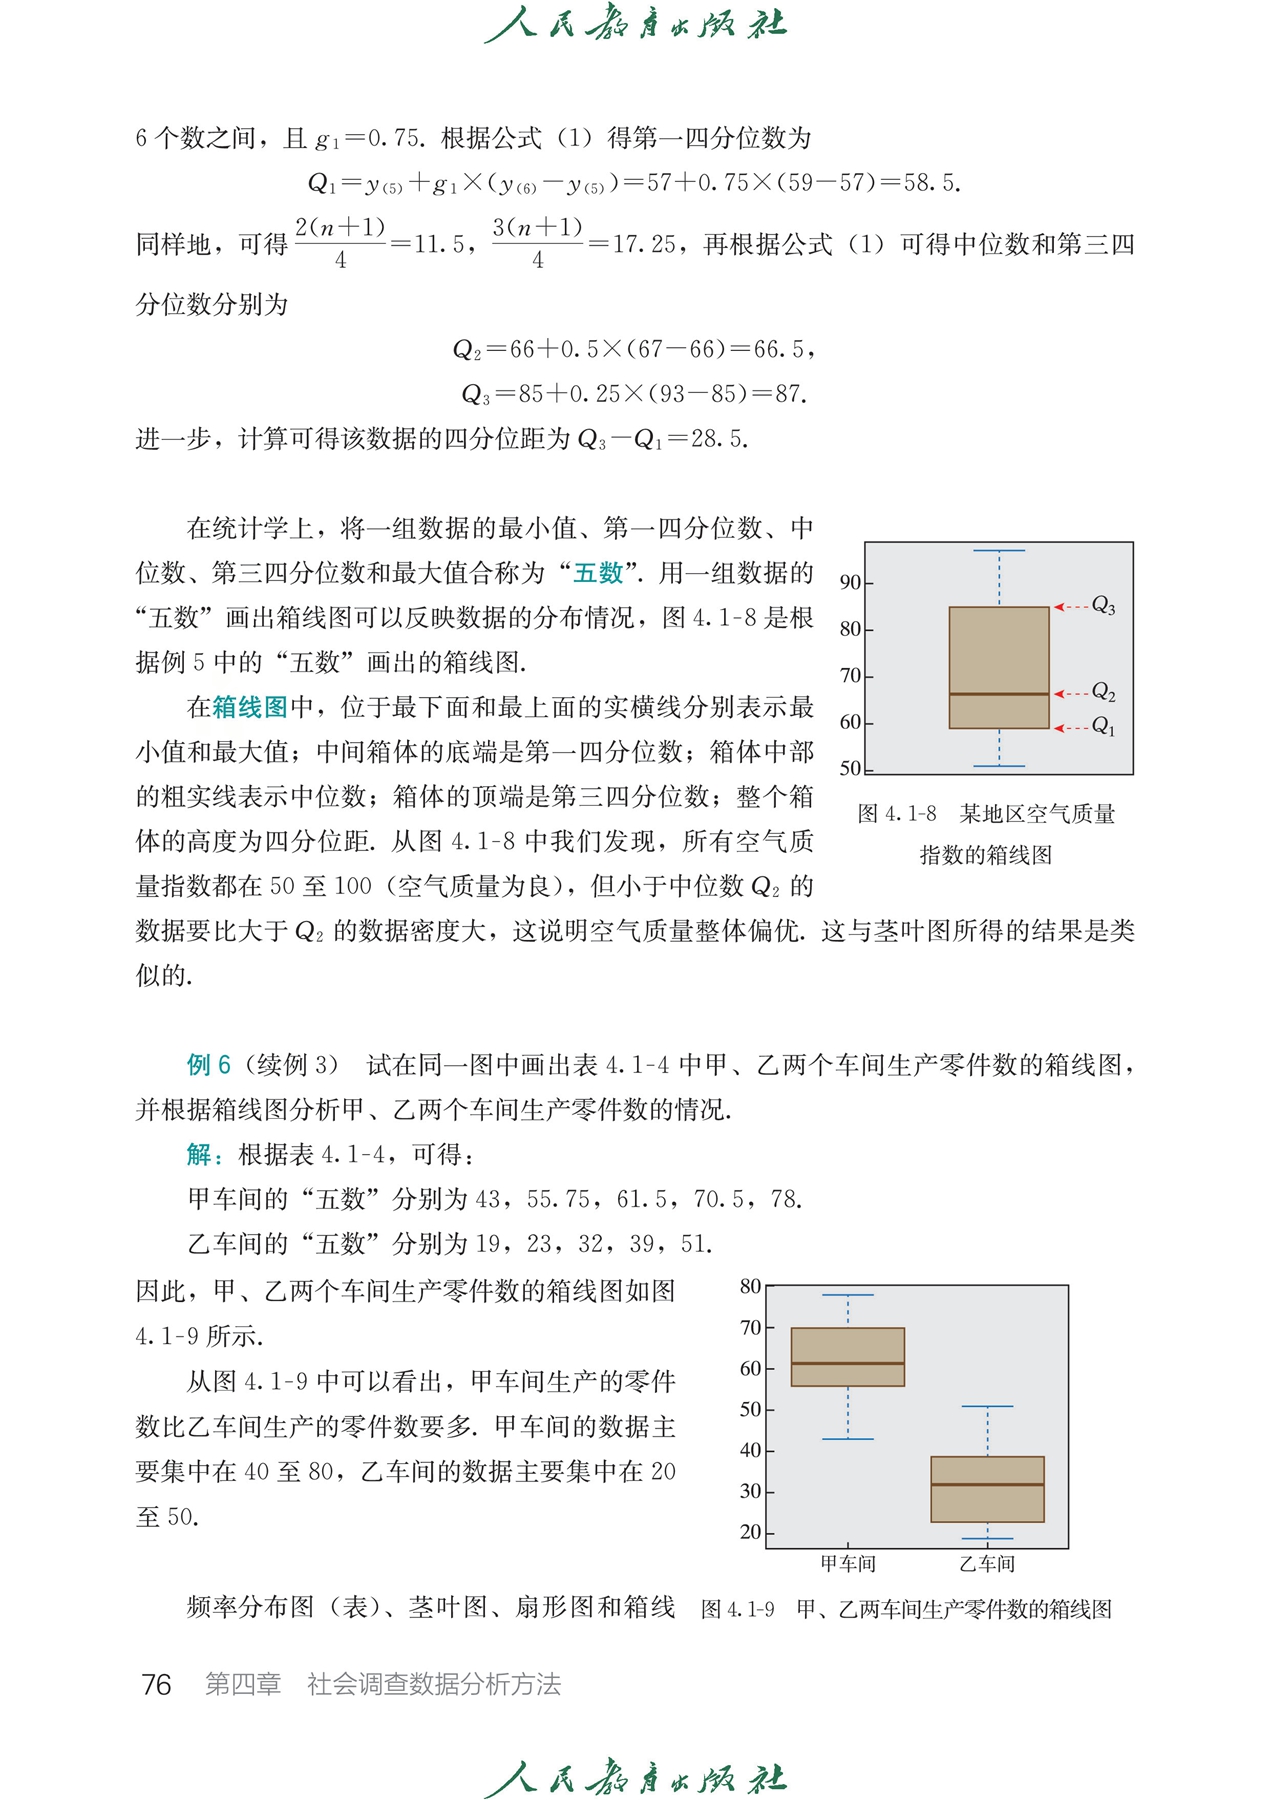 人民教育出版社
6个数之间，且 g₁=0.75. 根据公式（1）得第一四分位数为
Q₁=y₍₅₎+g₁×(y₍₆₎−y₍₅₎)=57+0.75×(59−57)=58.5.
同样地，可得 2(n+1)/4=11.5，3(n+1)/4=17.25，再根据公式（1）可得中位数和第三四
分位数分别为
Q₂=66+0.5×(67−66)=66.5，
Q₃=85+0.25×(93−85)=87.
进一步，计算可得该数据的四分位距为 Q₃−Q₁=28.5.
在统计学上，将一组数据的最小值、第一四分位数、中
位数、第三四分位数和最大值合称为“五数”. 用一组数据的
“五数”画出箱线图可以反映数据的分布情况，图 4.1-8 是根
据例 5 中的“五数”画出的箱线图.
在箱线图中，位于最下面和最上面的实横线分别表示最
小值和最大值；中间箱体的底端是第一四分位数；箱体中部
的粗实线表示中位数；箱体的顶端是第三四分位数；整个箱
体的高度为四分位距. 从图 4.1-8 中我们发现，所有空气质
量指数都在 50 至 100（空气质量为良），但小于中位数 Q₂ 的
数据要比大于 Q₂ 的数据密度大，这说明空气质量整体偏优. 这与茎叶图所得的结果是类
似的.
90
80
70
60
50
Q₃
Q₂
Q₁
图 4.1-8 某地区空气质量
指数的箱线图
例 6（续例 3） 试在同一图中画出表 4.1-4 中甲、乙两个车间生产零件数的箱线图，
并根据箱线图分析甲、乙两个车间生产零件数的情况.
解：根据表 4.1-4，可得：
甲车间的“五数”分别为 43，55.75，61.5，70.5，78.
乙车间的“五数”分别为 19，23，32，39，51.
因此，甲、乙两个车间生产零件数的箱线图如图
4.1-9 所示.
从图 4.1-9 中可以看出，甲车间生产的零件
数比乙车间生产的零件数要多. 甲车间的数据主
要集中在 40 至 80，乙车间的数据主要集中在 20
至 50.
80
70
60
50
40
30
20
甲车间 乙车间
图 4.1-9 甲、乙两车间生产零件数的箱线图
频率分布图（表）、茎叶图、扇形图和箱线
76 第四章 社会调查数据分析方法
人民教育出版社